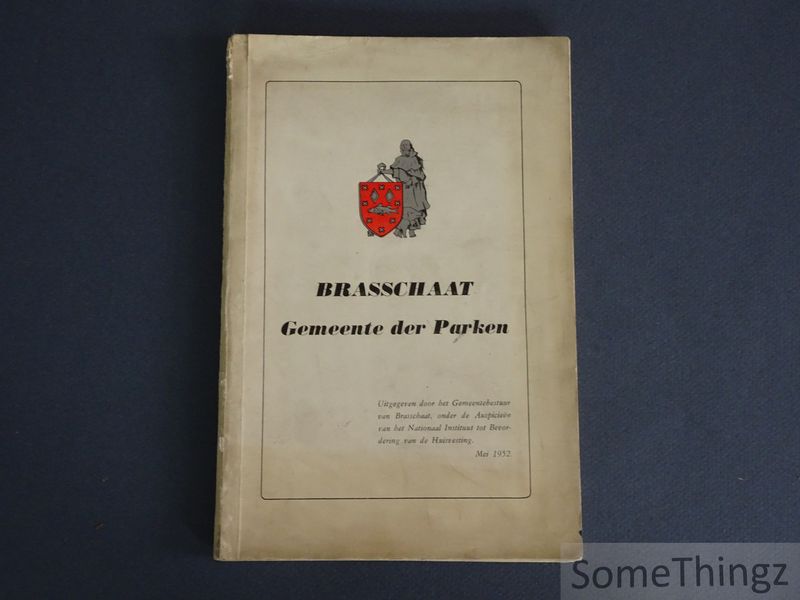 BRASSCHAAT
Gemeente der Parken
Uitgegeven door het Gemeentebestuur
van Brasschaat, onder de Auspicieën
van het Nationaal Instituut tot Bevor-
dering van de Huisvesting.
Mei 1952
SomeThingz